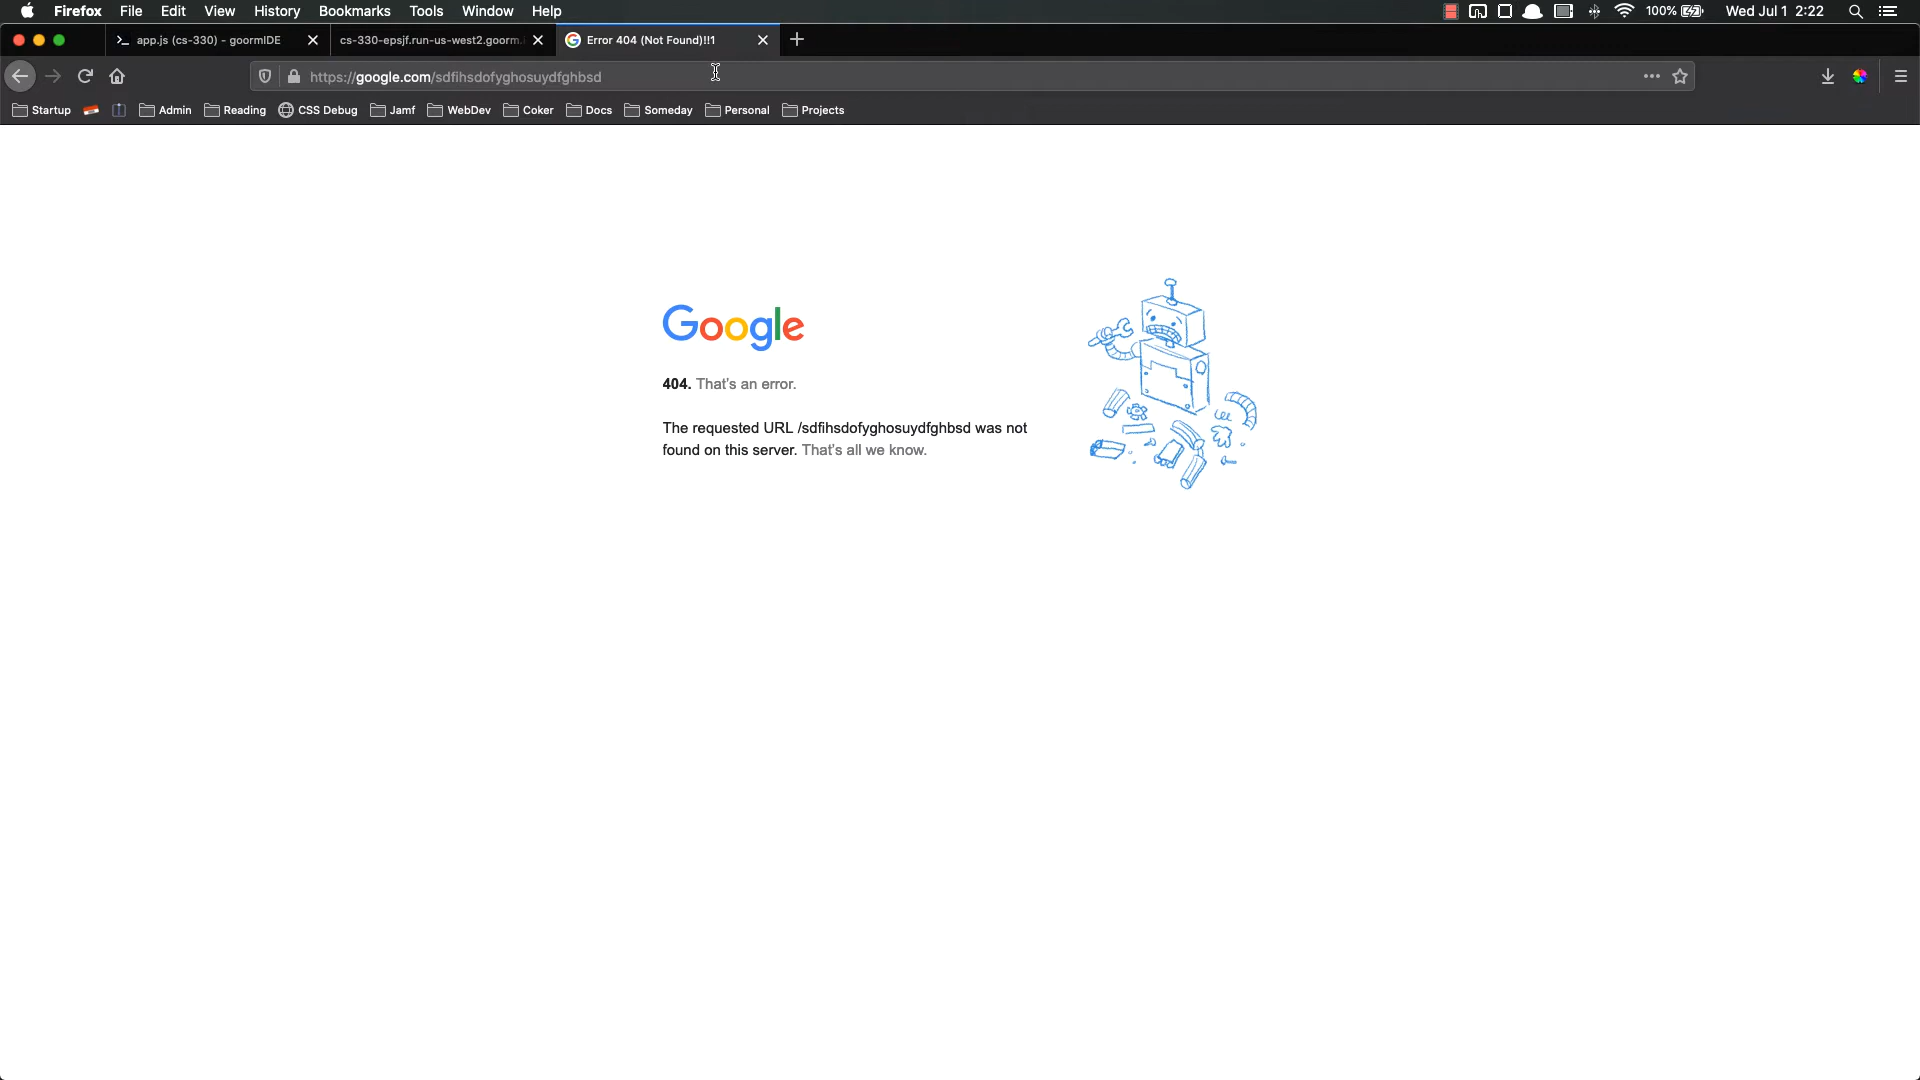 Firefox File Edit View History Bookmarks Tools Window Help 100% Wed Jul 1 2:22
app.js (cs-330) - goormIDE cs-330-epsjf.run-us-west2.goorm. Error 404 (Not Found)!!1
https://google.com/sdfihsdofyghosuydfghbsd
Startup Admin Reading CSS Debug Jamf WebDev Coker Docs Someday Personal Projects
Google
404. That's an error.
The requested URL /sdfihsdofyghosuydfghbsd was not
found on this server. That's all we know.